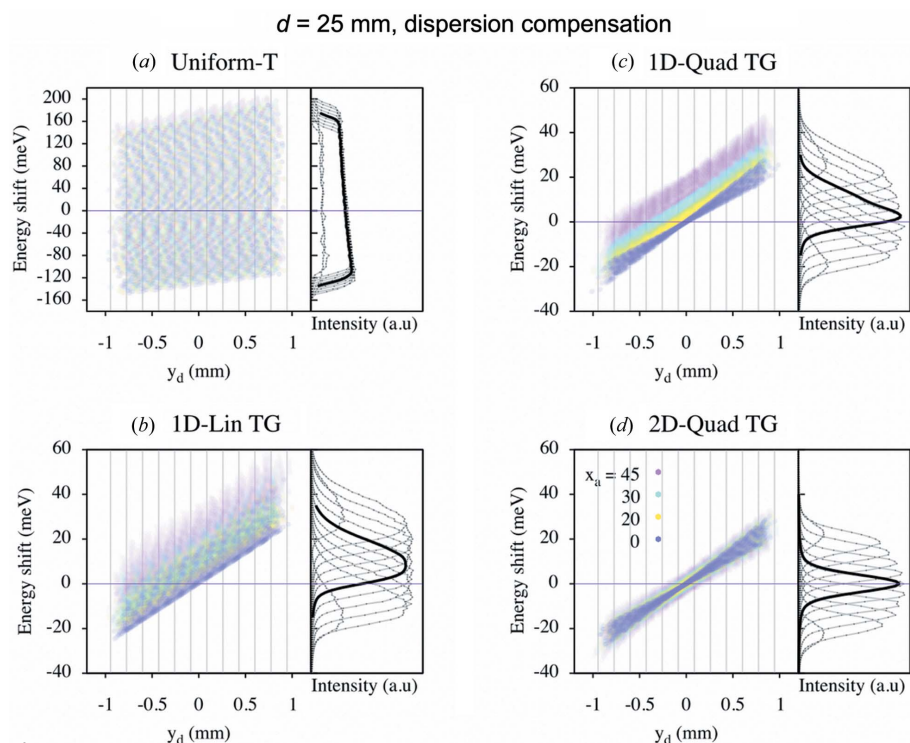 d = 25 mm, dispersion compensation
(a) Uniform-T
Energy shift (meV)
200
160
120
80
40
0
-40
-80
-120
-160
Intensity (a.u)
-1 -0.5 0 0.5 1
y_d (mm)
(c) 1D-Quad TG
Energy shift (meV)
60
40
20
0
-20
-40
Intensity (a.u)
-1 -0.5 0 0.5 1
y_d (mm)
(b) 1D-Lin TG
Energy shift (meV)
60
40
20
0
-20
-40
Intensity (a.u)
-1 -0.5 0 0.5 1
y_d (mm)
(d) 2D-Quad TG
Energy shift (meV)
60
40
20
0
-20
-40
x_a = 45
30
20
0
Intensity (a.u)
-1 -0.5 0 0.5 1
y_d (mm)